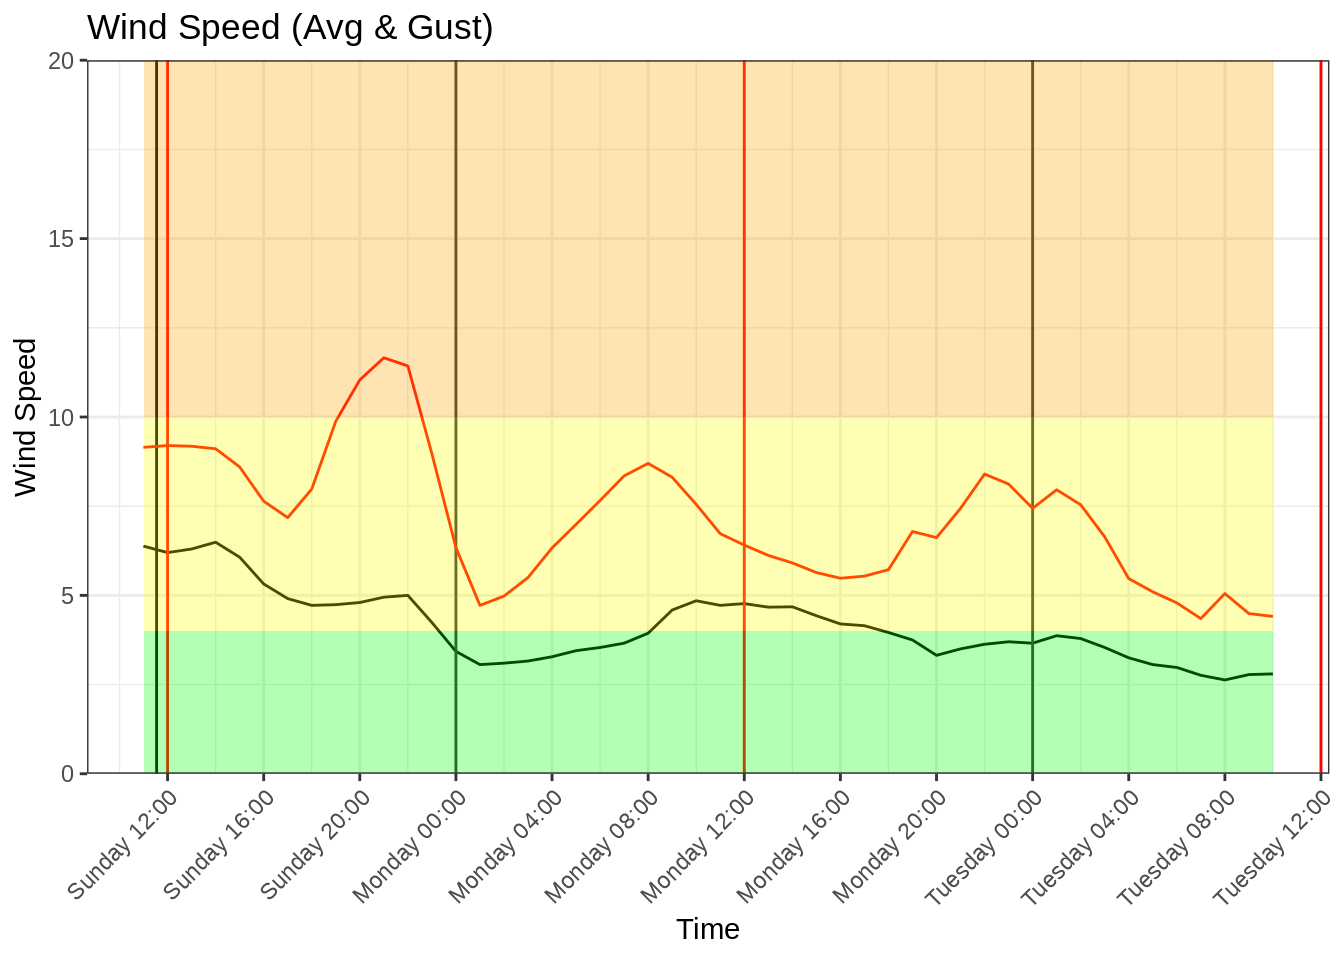 Wind Speed (Avg & Gust)
20
15
10
5
0
Wind Speed
Sunday 12:00
Sunday 16:00
Sunday 20:00
Monday 00:00
Monday 04:00
Monday 08:00
Monday 12:00
Monday 16:00
Monday 20:00
Tuesday 00:00
Tuesday 04:00
Tuesday 08:00
Tuesday 12:00
Time